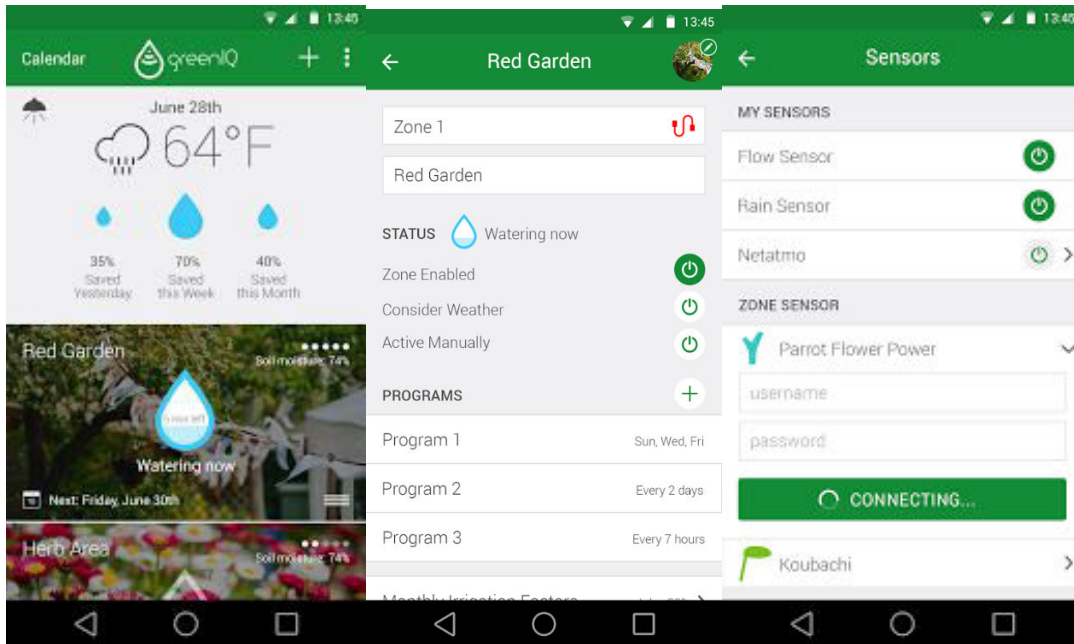 13:45
Calendar
greenIQ
June 28th
64°F
35%
Saved
Yesterday
70%
Saved
this Week
40%
Saved
this Month
Red Garden
Soil moisture: 74%
left
Watering now
Next: Friday, June 30th
Herb Area
Soil moisture: 74%
13:45
Red Garden
Zone 1
Red Garden
STATUS Watering now
Zone Enabled
Consider Weather
Active Manually
PROGRAMS
Program 1 Sun, Wed, Fri
Program 2 Every 2 days
Program 3 Every 7 hours
Monthly Irrigation Factors
13:45
Sensors
MY SENSORS
Flow Sensor
Rain Sensor
Netatmo
ZONE SENSOR
Parrot Flower Power
username
password
CONNECTING...
Koubachi